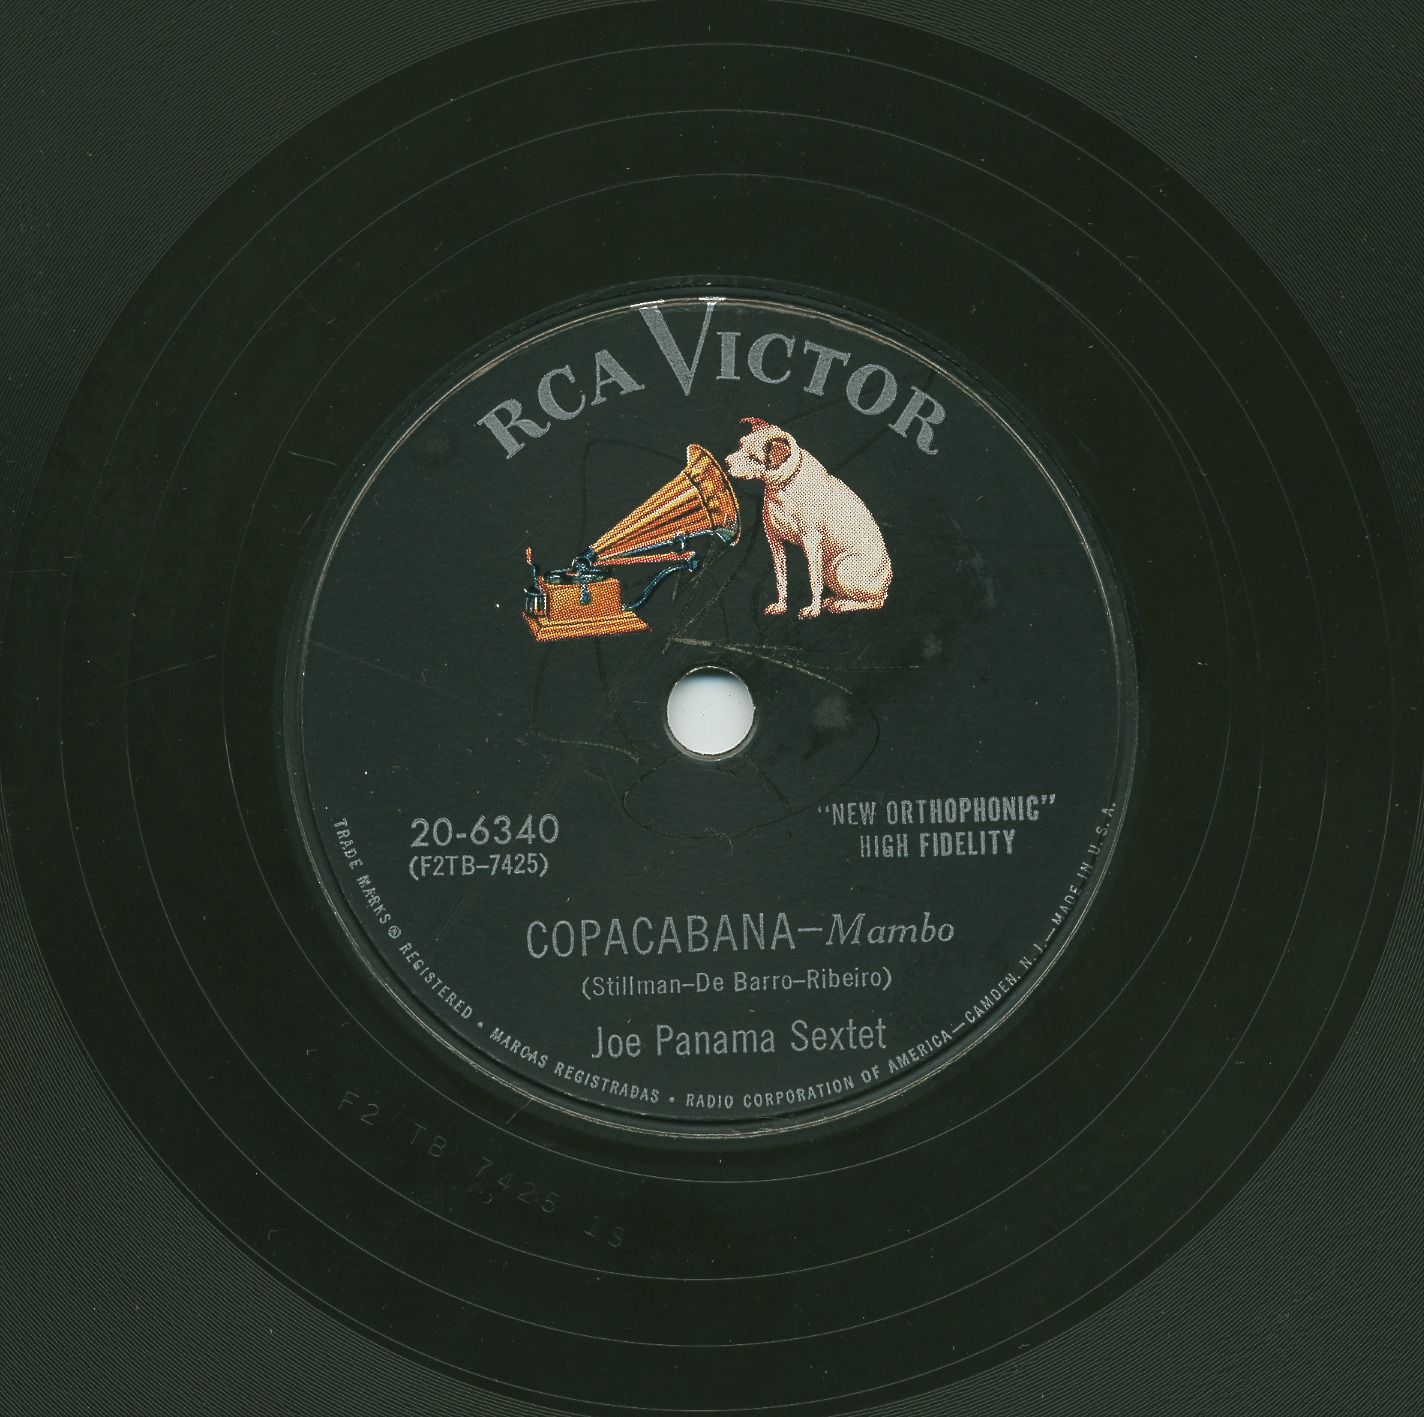 RCA VICTOR
20-6340
(F2TB–7425)
“NEW ORTHOPHONIC”
HIGH FIDELITY
COPACABANA—Mambo
(Stillman–De Barro–Ribeiro)
Joe Panama Sextet
TRADE MARKS ® REGISTERED • MARCAS REGISTRADAS • RADIO CORPORATION OF AMERICA—CAMDEN, N. J.—MADE IN U.S.A.
F2 TB 7425 1S